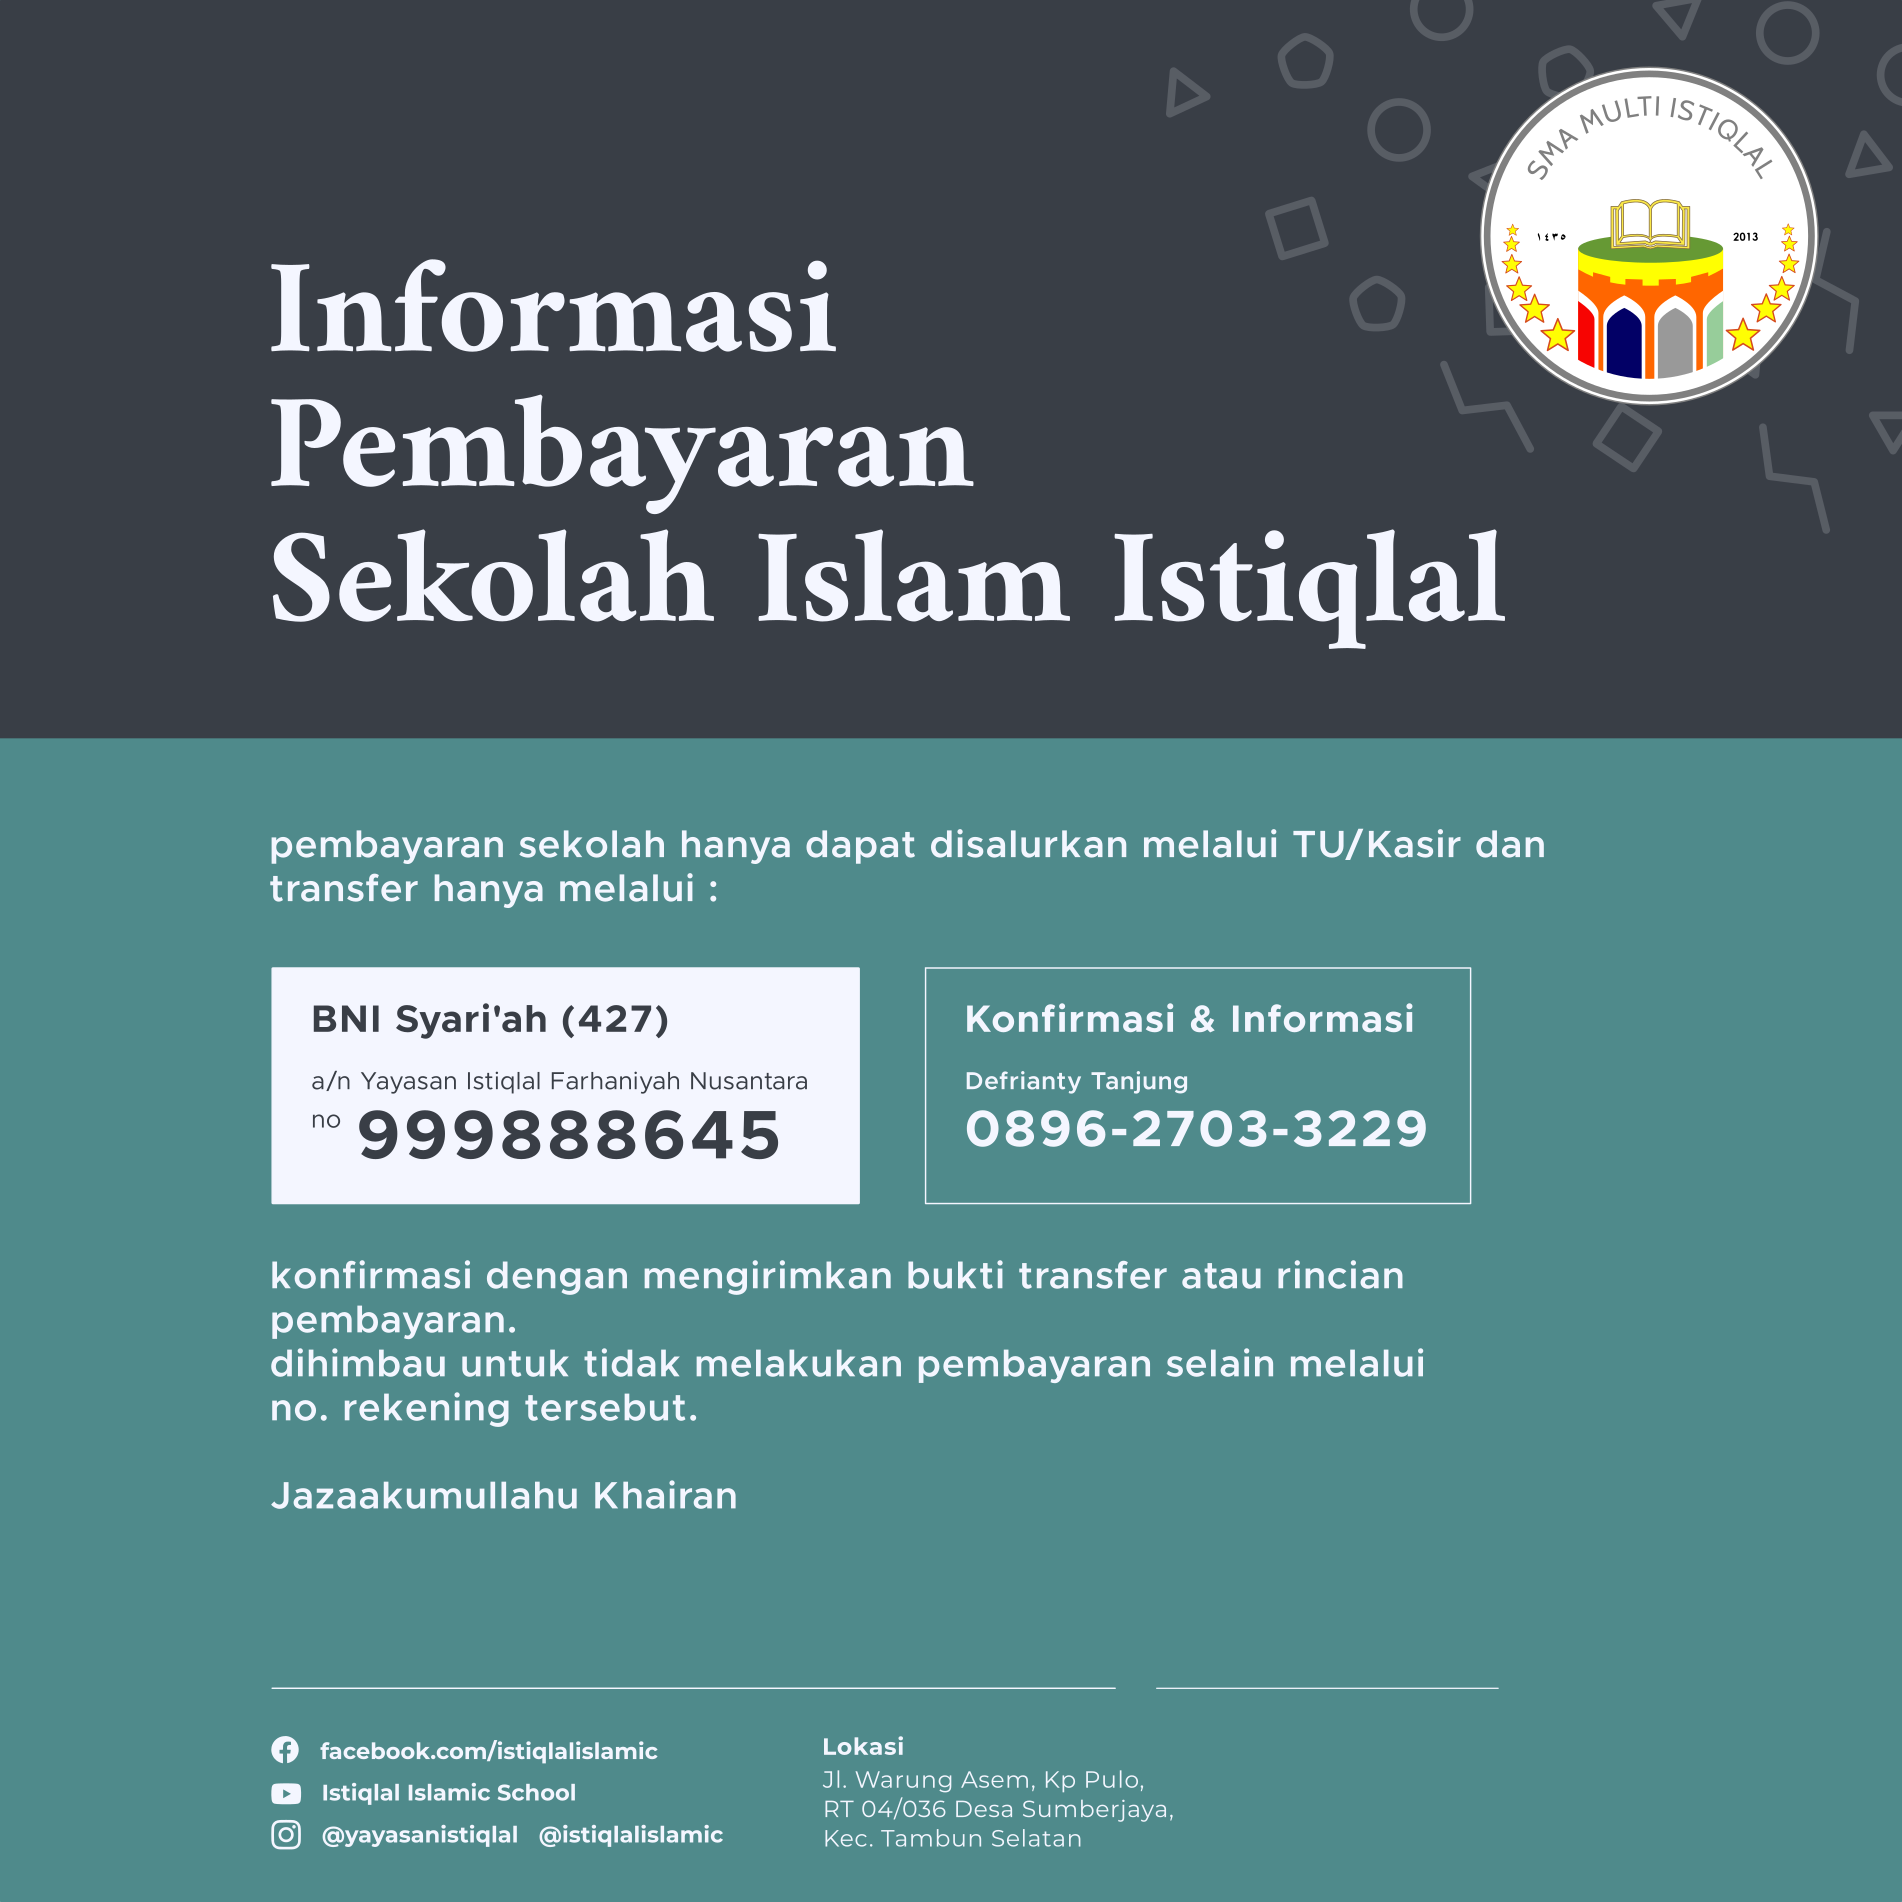 SMA MULTI ISTIQLAL
١٤٣٥
2013
Informasi
Pembayaran
Sekolah Islam Istiqlal
pembayaran sekolah hanya dapat disalurkan melalui TU/Kasir dan
transfer hanya melalui :
BNI Syari'ah (427)
a/n Yayasan Istiqlal Farhaniyah Nusantara
no 999888645
Konfirmasi & Informasi
Defrianty Tanjung
0896-2703-3229
konfirmasi dengan mengirimkan bukti transfer atau rincian
pembayaran.
dihimbau untuk tidak melakukan pembayaran selain melalui
no. rekening tersebut.
Jazaakumullahu Khairan
facebook.com/istiqlalislamic
Istiqlal Islamic School
@yayasanistiqlal @istiqlalislamic
Lokasi
Jl. Warung Asem, Kp Pulo,
RT 04/036 Desa Sumberjaya,
Kec. Tambun Selatan